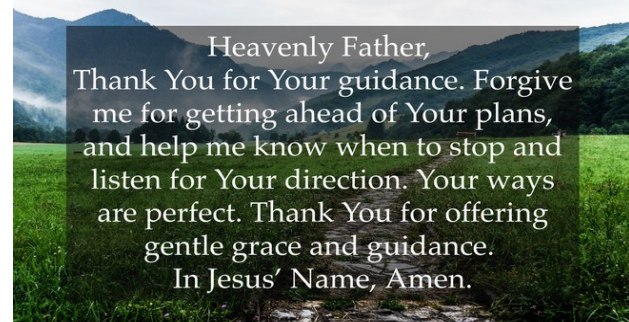 Heavenly Father,
Thank You for Your guidance. Forgive
me for getting ahead of Your plans,
and help me know when to stop and
listen for Your direction. Your ways
are perfect. Thank You for offering
gentle grace and guidance.
In Jesus’ Name, Amen.